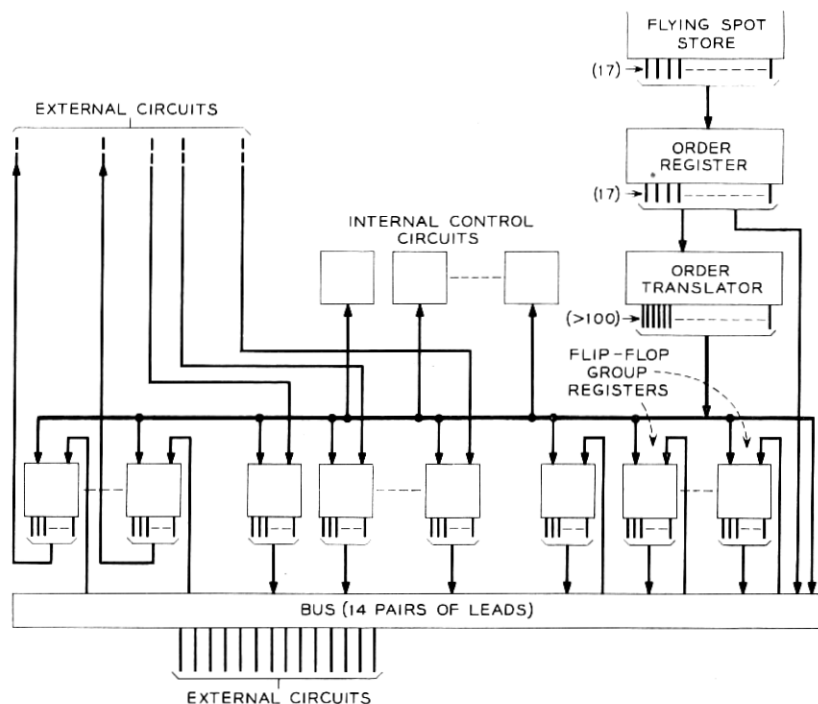 FLYING SPOT
STORE
(17)
EXTERNAL CIRCUITS
ORDER
REGISTER
(17)
INTERNAL CONTROL
CIRCUITS
ORDER
TRANSLATOR
(>100)
FLIP-FLOP
GROUP
REGISTERS
BUS (14 PAIRS OF LEADS)
EXTERNAL CIRCUITS